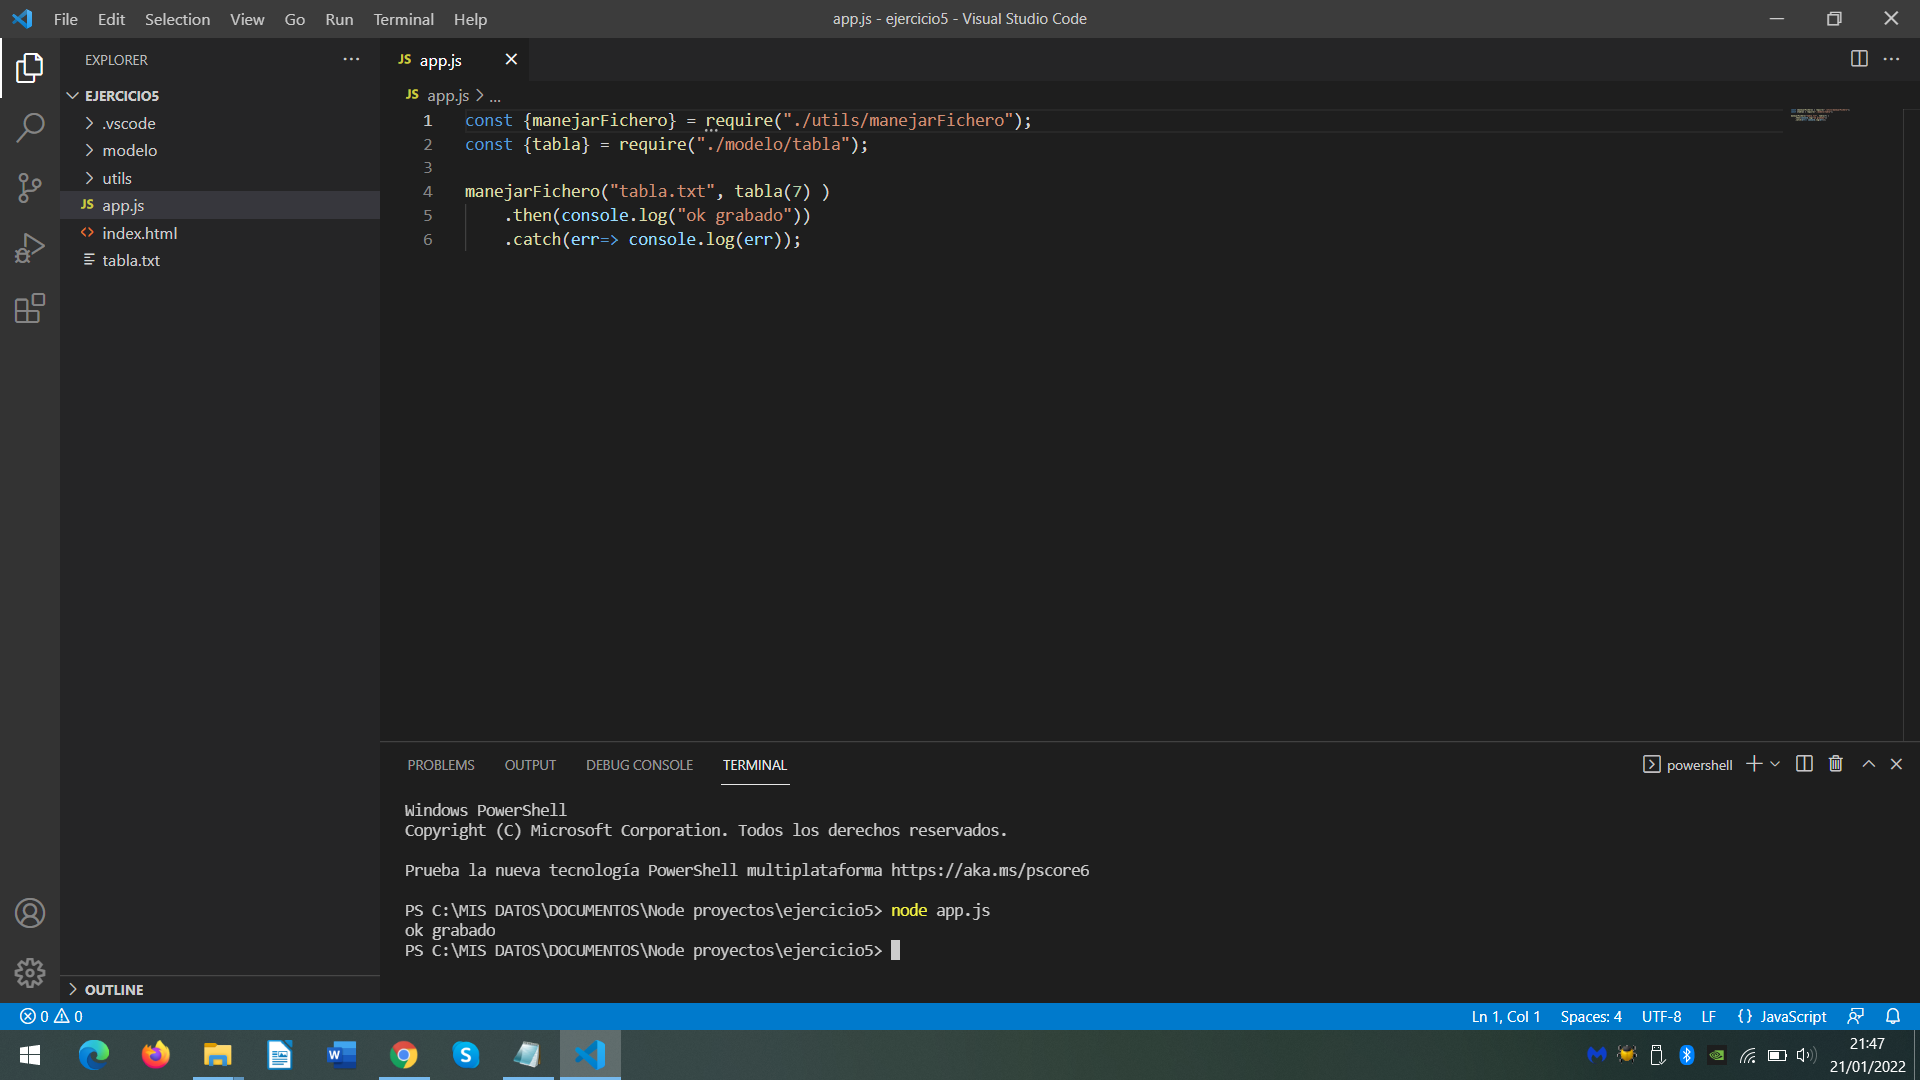 File Edit Selection View Go Run Terminal Help
app.js - ejercicio5 - Visual Studio Code
EXPLORER
EJERCICIO5
.vscode
modelo
utils
JS app.js
<> index.html
tabla.txt
OUTLINE
JS app.js
JS app.js > ...
1 const {manejarFichero} = require("./utils/manejarFichero");
2 const {tabla} = require("./modelo/tabla");
3
4 manejarFichero("tabla.txt", tabla(7) )
5 .then(console.log("ok grabado"))
6 .catch(err=> console.log(err));
PROBLEMS OUTPUT DEBUG CONSOLE TERMINAL
powershell
Windows PowerShell
Copyright (C) Microsoft Corporation. Todos los derechos reservados.
Prueba la nueva tecnología PowerShell multiplataforma https://aka.ms/pscore6
PS C:\MIS DATOS\DOCUMENTOS\Node proyectos\ejercicio5> node app.js
ok grabado
PS C:\MIS DATOS\DOCUMENTOS\Node proyectos\ejercicio5>
0 0
Ln 1, Col 1 Spaces: 4 UTF-8 LF {} JavaScript
21:47
21/01/2022